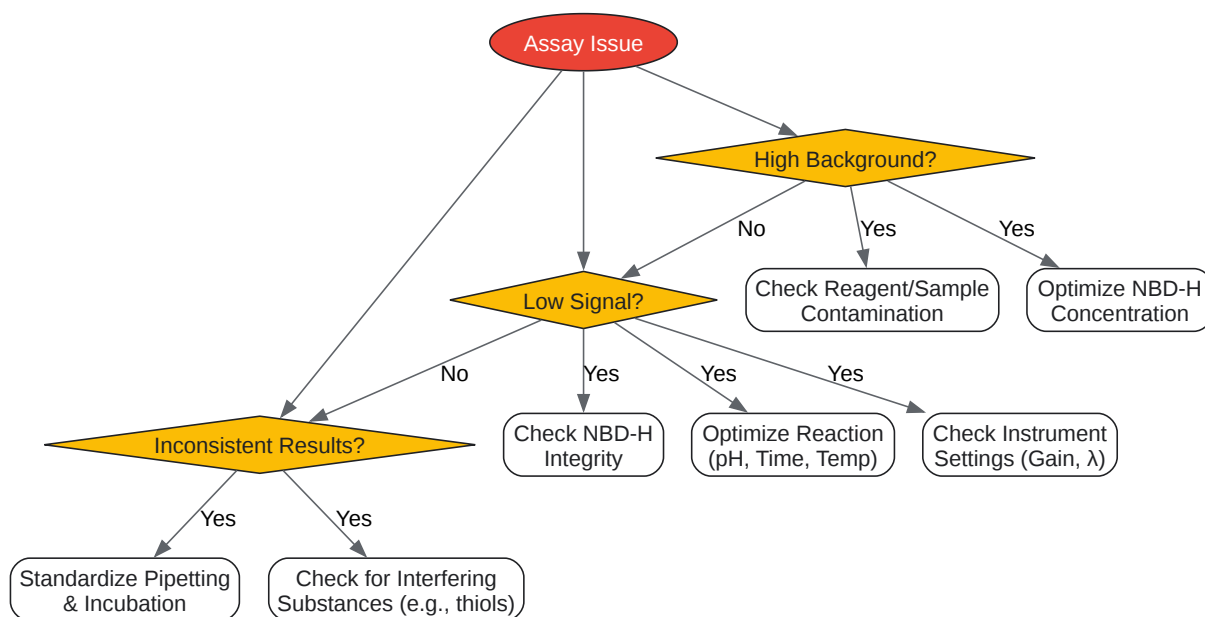 Assay Issue
High Background?
No
Yes
Yes
Low Signal?
Check Reagent/Sample
Contamination
Optimize NBD-H
Concentration
No
Yes
Yes
Yes
Inconsistent Results?
Check NBD-H
Integrity
Optimize Reaction
(pH, Time, Temp)
Check Instrument
Settings (Gain, λ)
Yes
Yes
Standardize Pipetting
& Incubation
Check for Interfering
Substances (e.g., thiols)